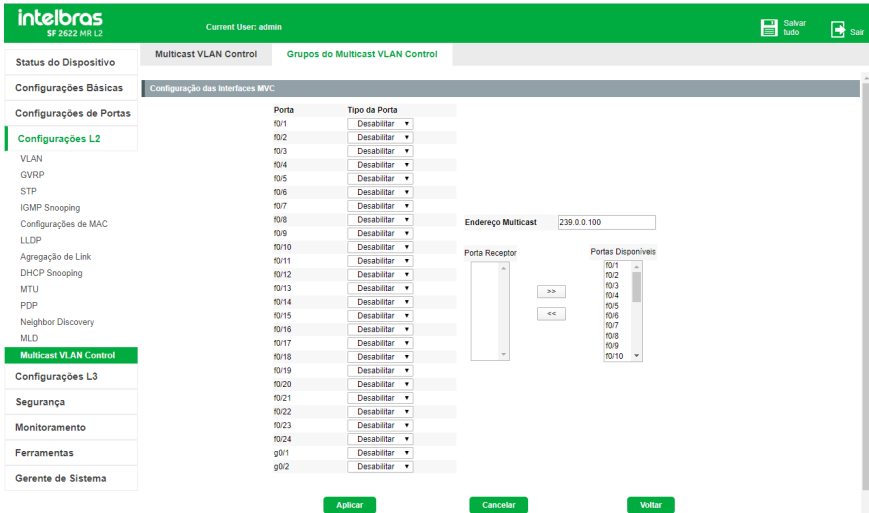 intelbras
SF 2622 MR L2
Current User: admin
Salvar tudo
Sair
Status do Dispositivo
Configurações Básicas
Configurações de Portas
Configurações L2
VLAN
GVRP
STP
IGMP Snooping
Configurações de MAC
LLDP
Agregação de Link
DHCP Snooping
MTU
PDP
Neighbor Discovery
MLD
Multicast VLAN Control
Configurações L3
Segurança
Monitoramento
Ferramentas
Gerente de Sistema
Multicast VLAN Control
Grupos do Multicast VLAN Control
Configuração das Interfaces MVC
Porta Tipo da Porta
f0/1 Desabilitar
f0/2 Desabilitar
f0/3 Desabilitar
f0/4 Desabilitar
f0/5 Desabilitar
f0/6 Desabilitar
f0/7 Desabilitar
f0/8 Desabilitar
f0/9 Desabilitar
f0/10 Desabilitar
f0/11 Desabilitar
f0/12 Desabilitar
f0/13 Desabilitar
f0/14 Desabilitar
f0/15 Desabilitar
f0/16 Desabilitar
f0/17 Desabilitar
f0/18 Desabilitar
f0/19 Desabilitar
f0/20 Desabilitar
f0/21 Desabilitar
f0/22 Desabilitar
f0/23 Desabilitar
f0/24 Desabilitar
g0/1 Desabilitar
g0/2 Desabilitar
Endereço Multicast 239.0.0.100
Porta Receptor
>>
<<
Portas Disponíveis
f0/1
f0/2
f0/3
f0/4
f0/5
f0/6
f0/7
f0/8
f0/9
f0/10
Aplicar
Cancelar
Voltar